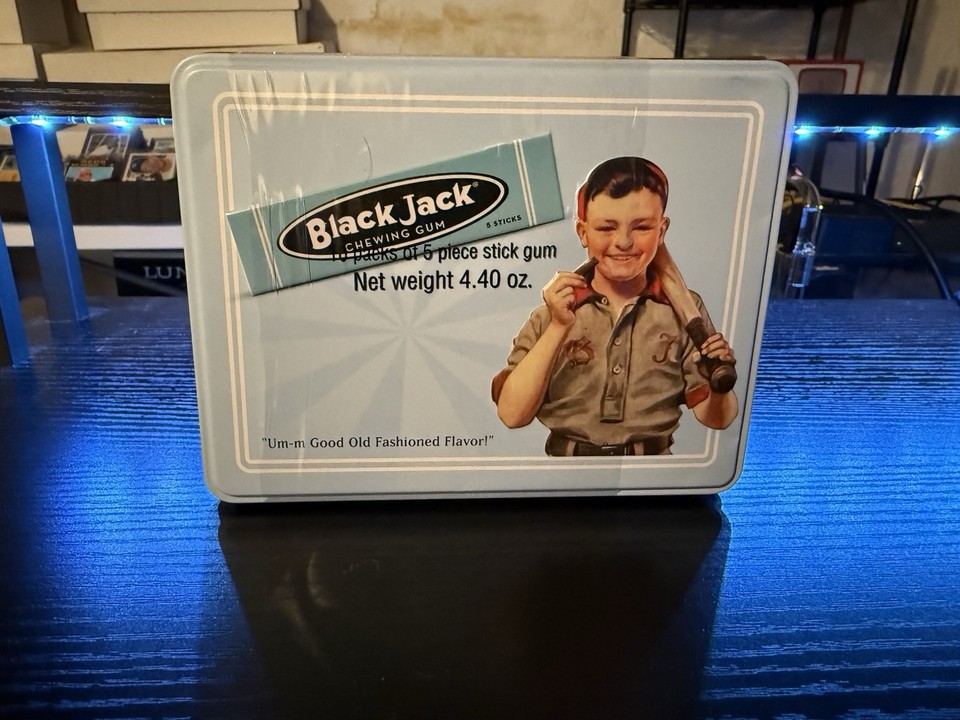 Black Jack®
CHEWING GUM
5 STICKS
10 packs of 5 piece stick gum
Net weight 4.40 oz.
"Um-m Good Old Fashioned Flavor!"
LUN